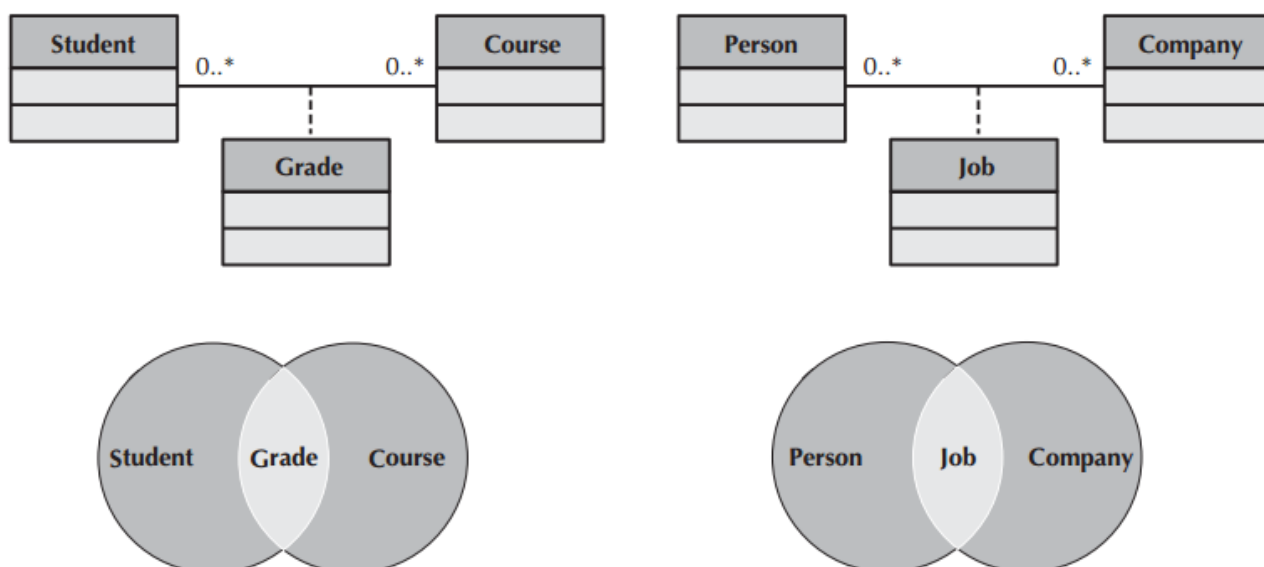 Student
Course
0..*
0..*
Grade
Person
Company
0..*
0..*
Job
Student
Grade
Course
Person
Job
Company